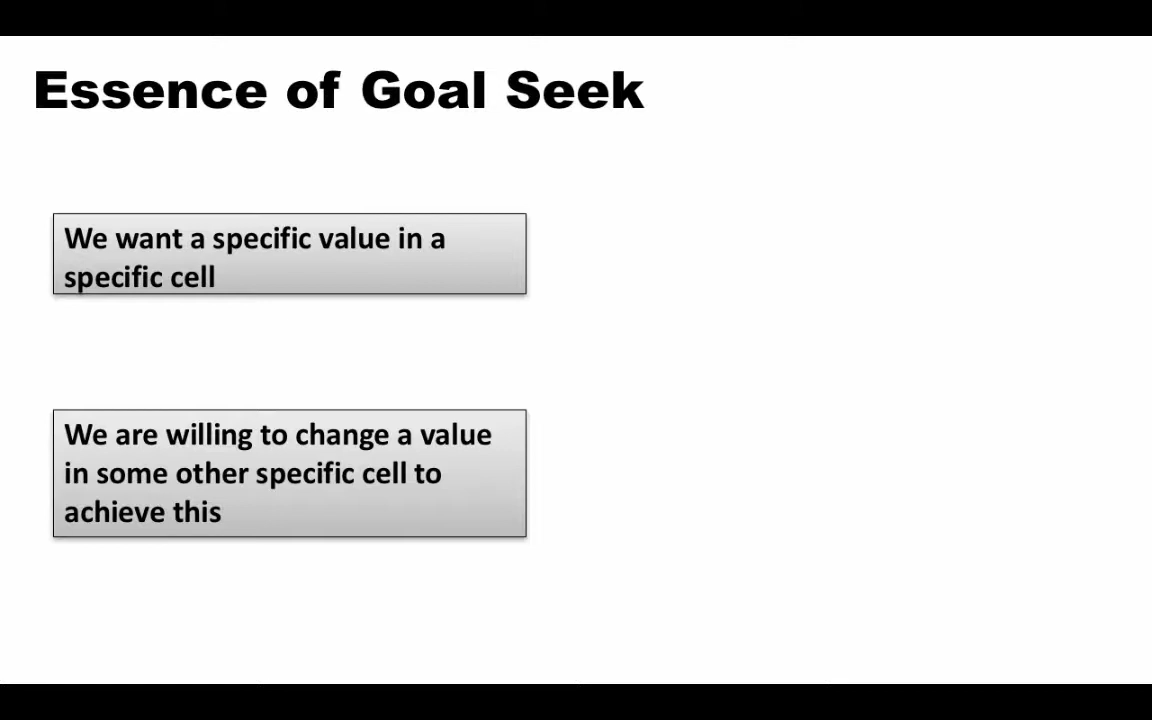 Essence of Goal Seek
We want a specific value in a
specific cell
We are willing to change a value
in some other specific cell to
achieve this